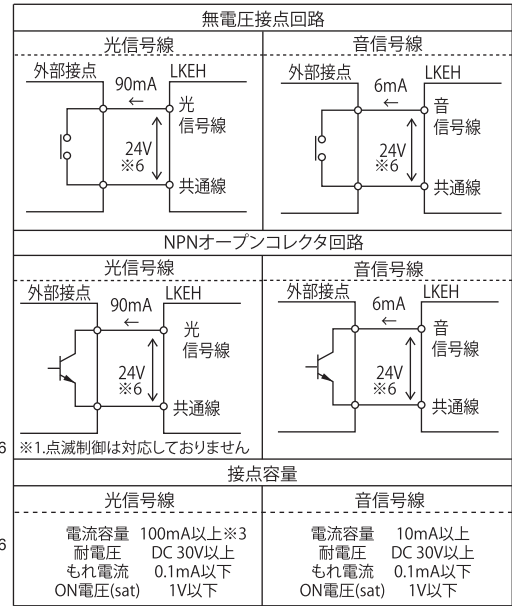 無電圧接点回路
光信号線
音信号線
外部接点
LKEH
90mA
←
光
信号線
24V
※6
共通線
外部接点
LKEH
6mA
←
音
信号線
24V
※6
共通線
NPNオープンコレクタ回路
光信号線
音信号線
外部接点
LKEH
90mA
←
光
信号線
24V
※6
共通線
外部接点
LKEH
6mA
←
音
信号線
24V
※6
共通線
6
※1.点滅制御は対応しておりません
接点容量
光信号線
音信号線
6
電流容量 100mA以上※3
耐電圧 DC 30V以上
もれ電流 0.1mA以下
ON電圧(sat) 1V以下
電流容量 10mA以上
耐電圧 DC 30V以上
もれ電流 0.1mA以下
ON電圧(sat) 1V以下